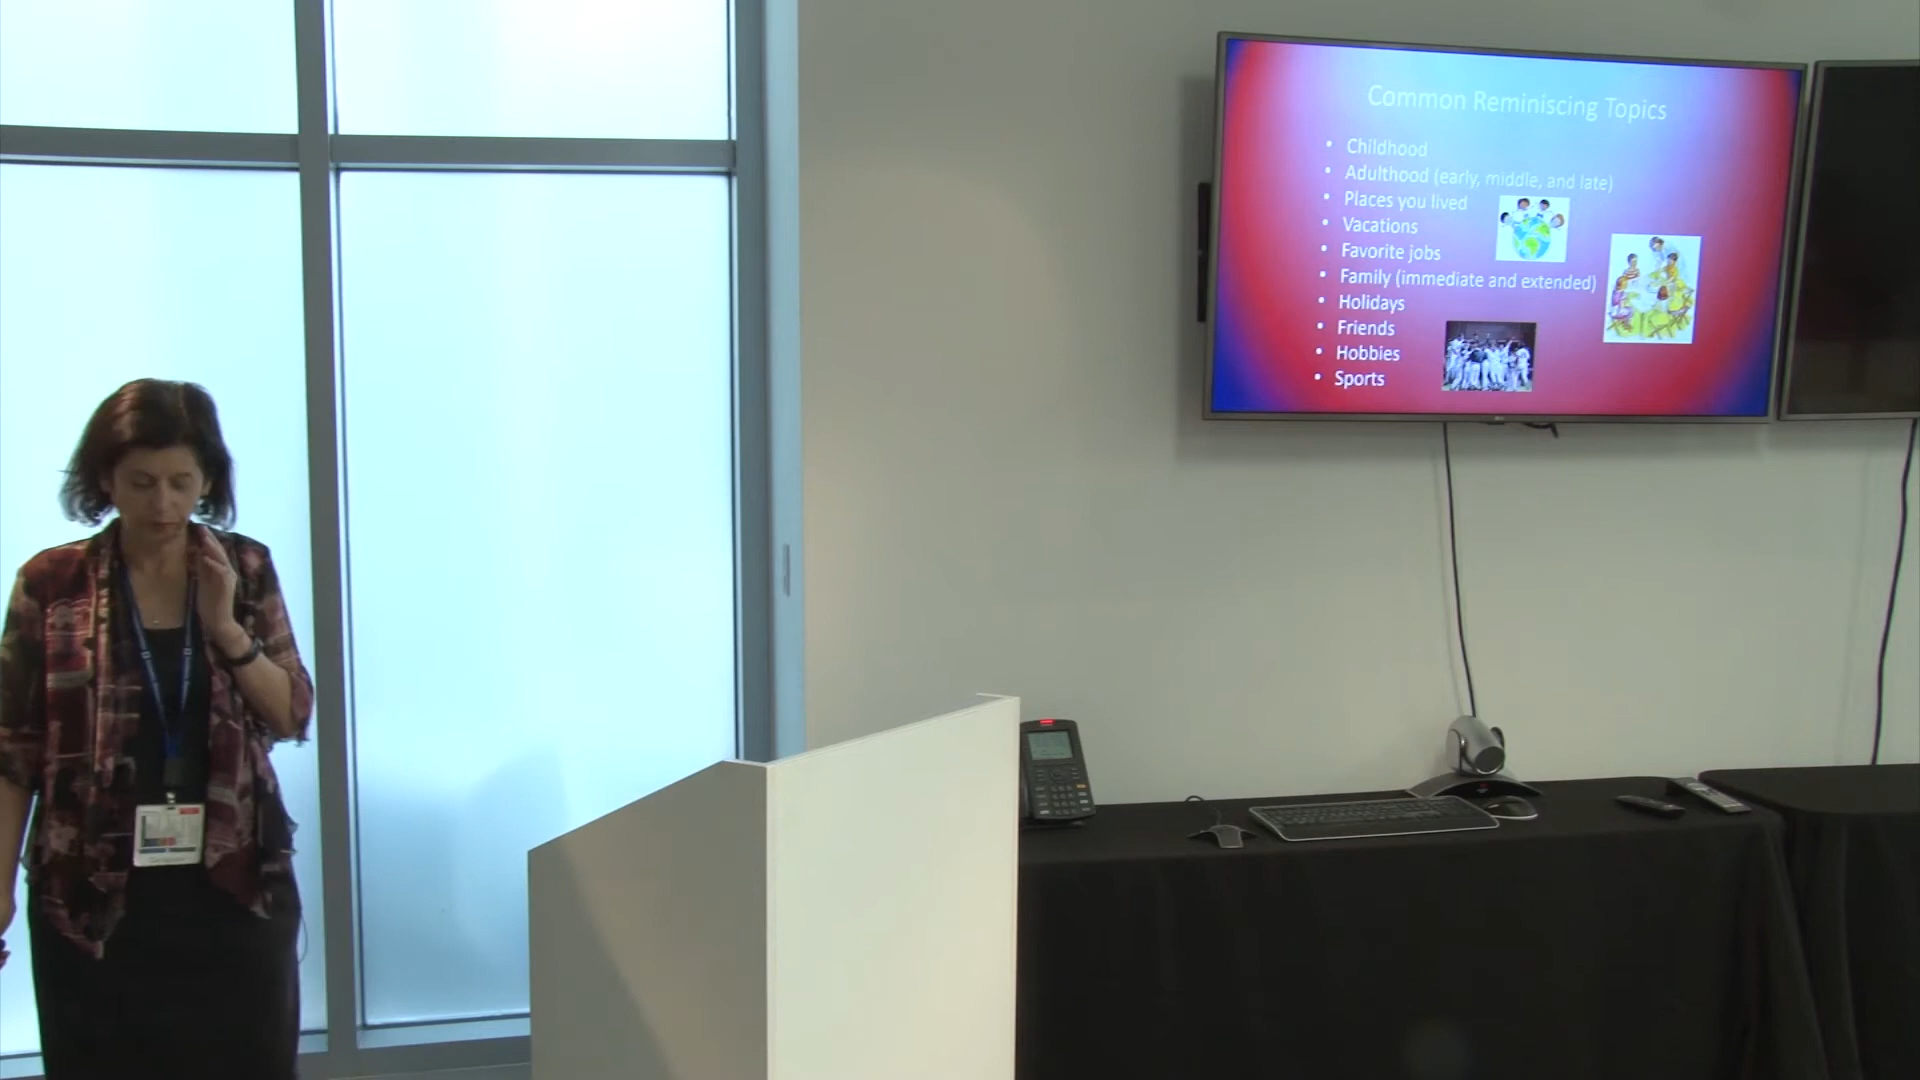 Common Reminiscing Topics
• Childhood
• Adulthood (early, middle, and late)
• Places you lived
• Vacations
• Favorite jobs
• Family (immediate and extended)
• Holidays
• Friends
• Hobbies
• Sports